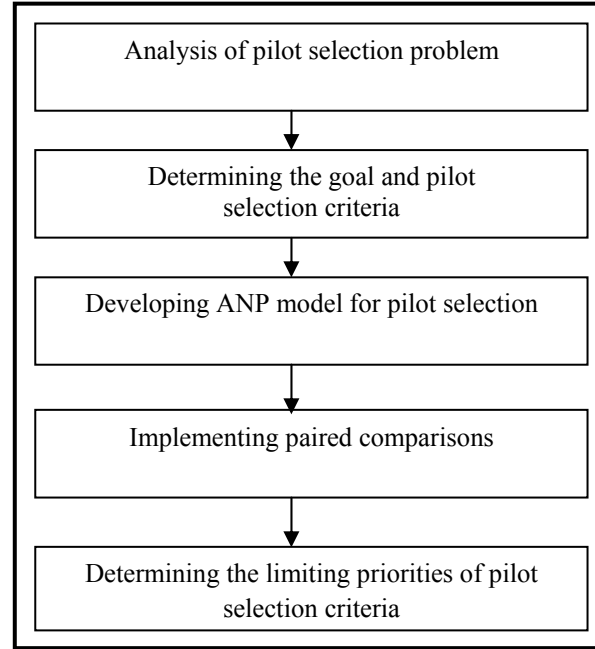 Analysis of pilot selection problem
Determining the goal and pilot
selection criteria
Developing ANP model for pilot selection
Implementing paired comparisons
Determining the limiting priorities of pilot
selection criteria